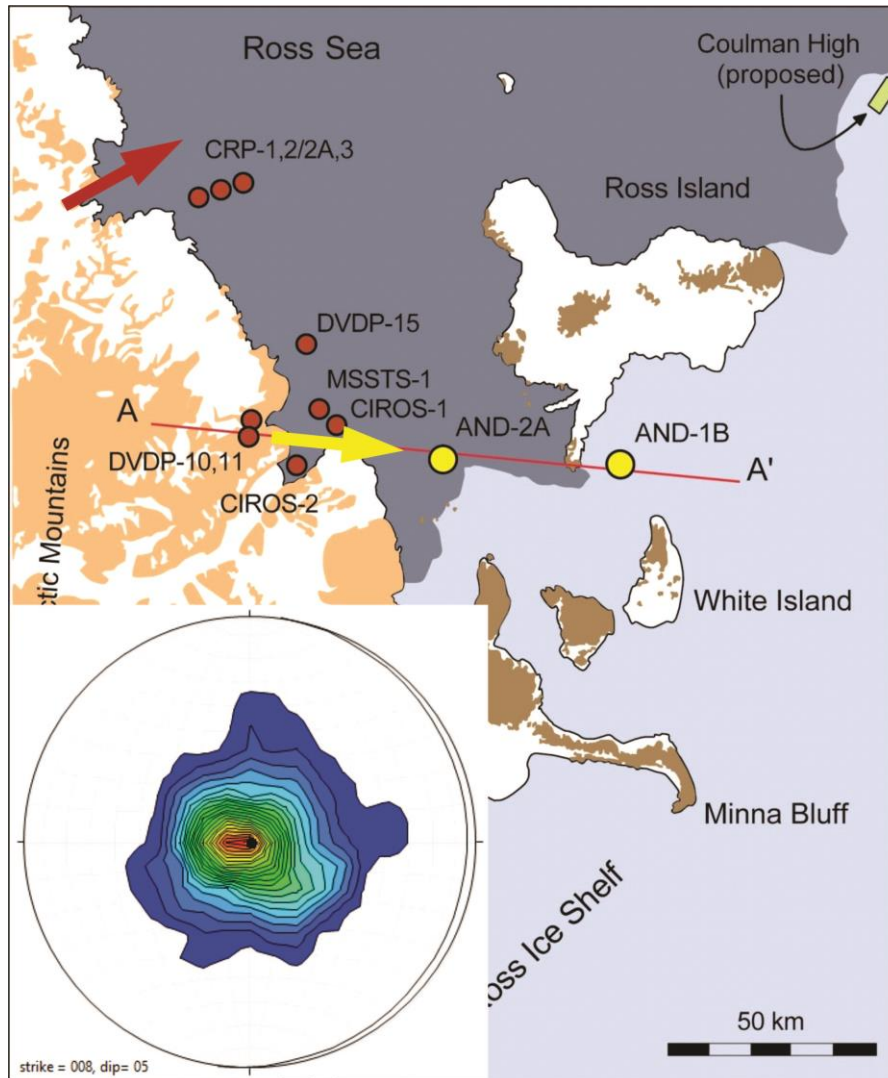 Ross Sea
Coulman High
(proposed)
CRP-1,2/2A,3
Ross Island
DVDP-15
MSSTS-1
CIROS-1
A
AND-2A
AND-1B
DVDP-10,11
A'
CIROS-2
ctic Mountains
White Island
Minna Bluff
oss Ice Shelf
50 km
strike = 008, dip= 05